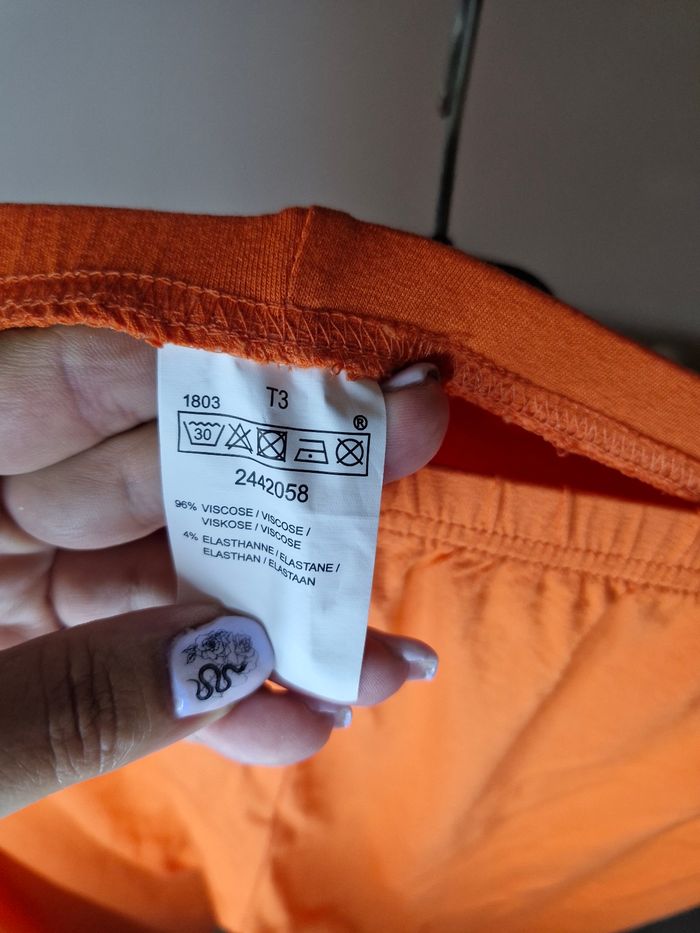 1803 T3
®
30
2442058
96% VISCOSE / VISCOSE /
VISKOSE / VISCOSE
4% ELASTHANNE / ELASTANE /
ELASTHAN / ELASTAAN